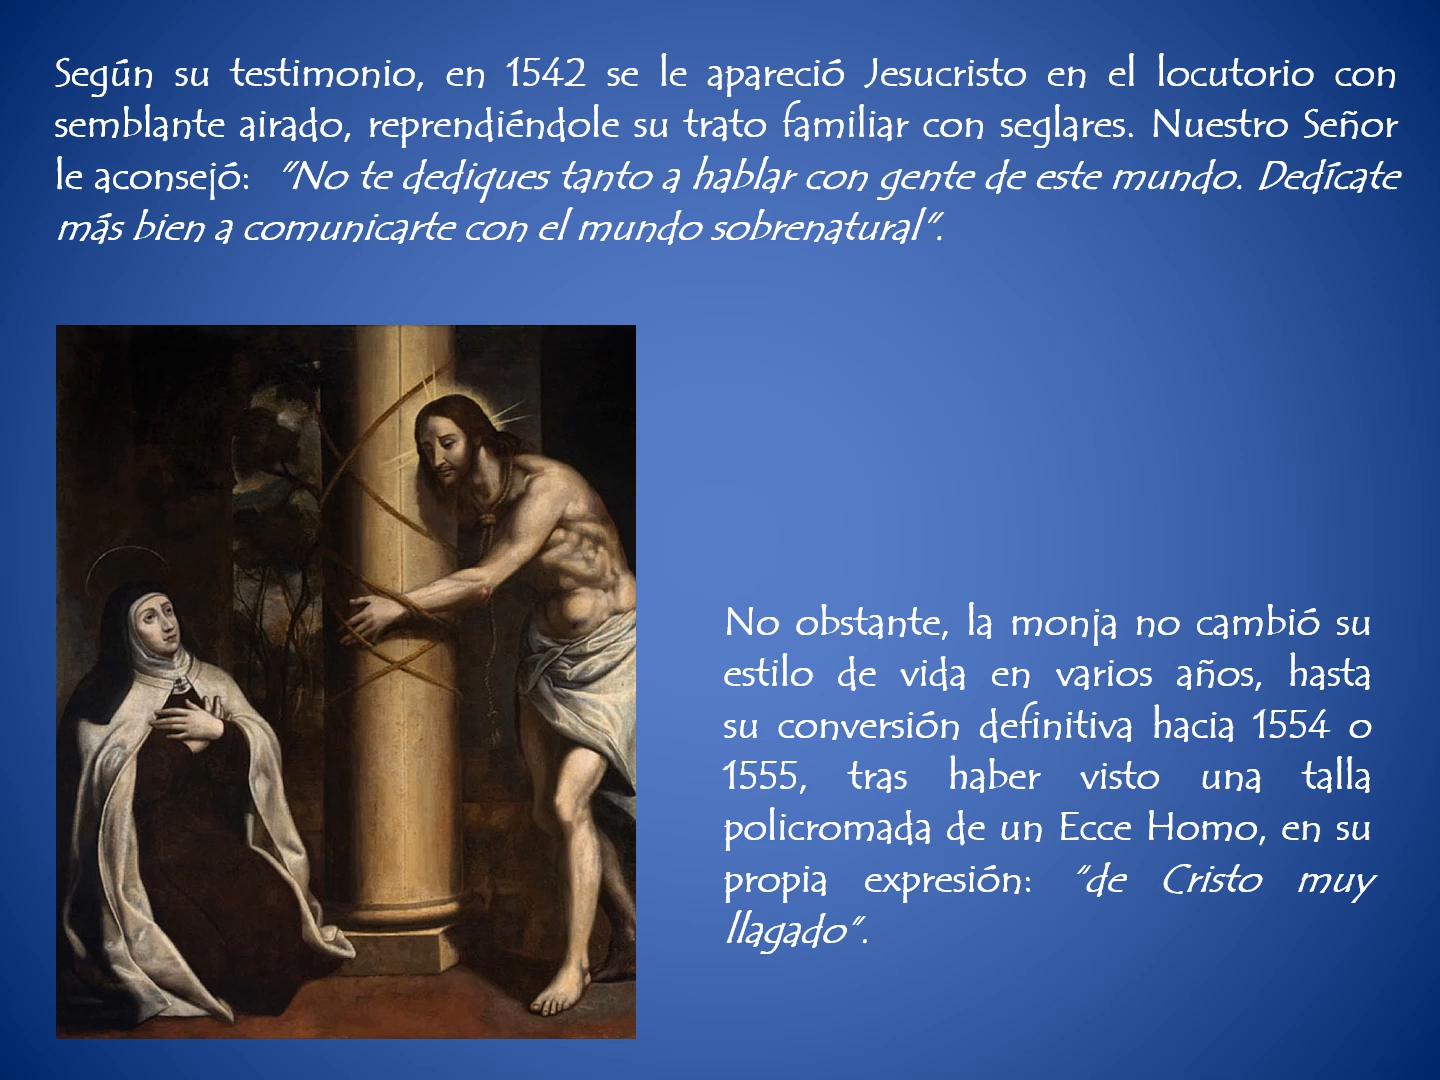 Según su testimonio, en 1542 se le apareció Jesucristo en el locutorio con
semblante airado, reprendiéndole su trato familiar con seglares. Nuestro Señor
le aconsejó: "No te dediques tanto a hablar con gente de este mundo. Dedícate
más bien a comunicarte con el mundo sobrenatural".
No obstante, la monja no cambió su
estilo de vida en varios años, hasta
su conversión definitiva hacia 1554 o
1555, tras haber visto una talla
policromada de un Ecce Homo, en su
propia expresión: "de Cristo muy
llagado".